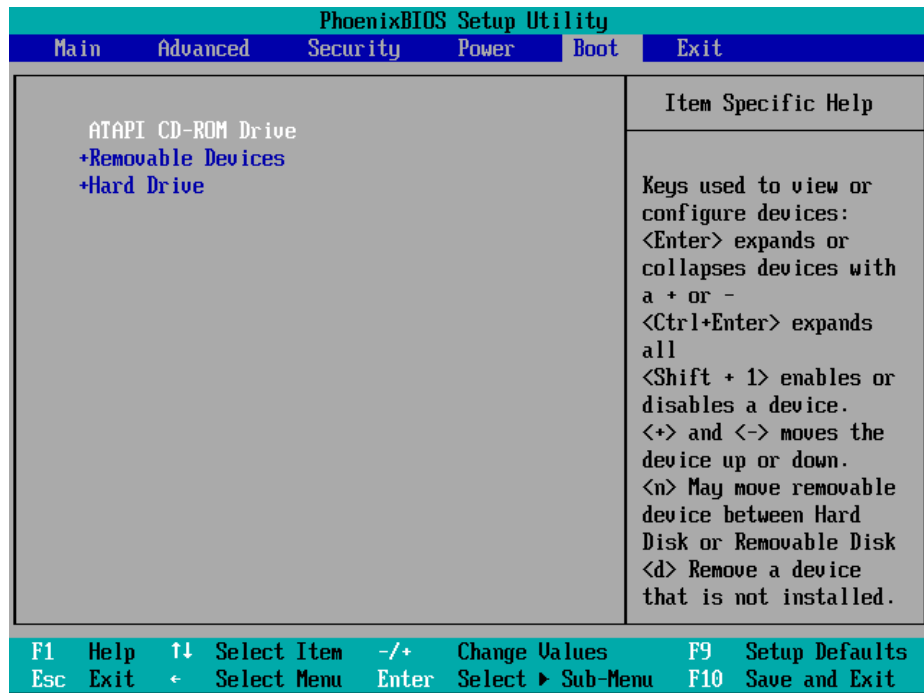 PhoenixBIOS Setup Utility
Main Advanced Security Power Boot Exit
ATAPI CD-ROM Drive
+Removable Devices
+Hard Drive
Item Specific Help
Keys used to view or
configure devices:
<Enter> expands or
collapses devices with
a + or -
<Ctrl+Enter> expands
all
<Shift + 1> enables or
disables a device.
<+> and <-> moves the
device up or down.
<n> May move removable
device between Hard
Disk or Removable Disk
<d> Remove a device
that is not installed.
F1 Help ↑↓ Select Item -/+ Change Values F9 Setup Defaults
Esc Exit ← Select Menu Enter Select ▶ Sub-Menu F10 Save and Exit